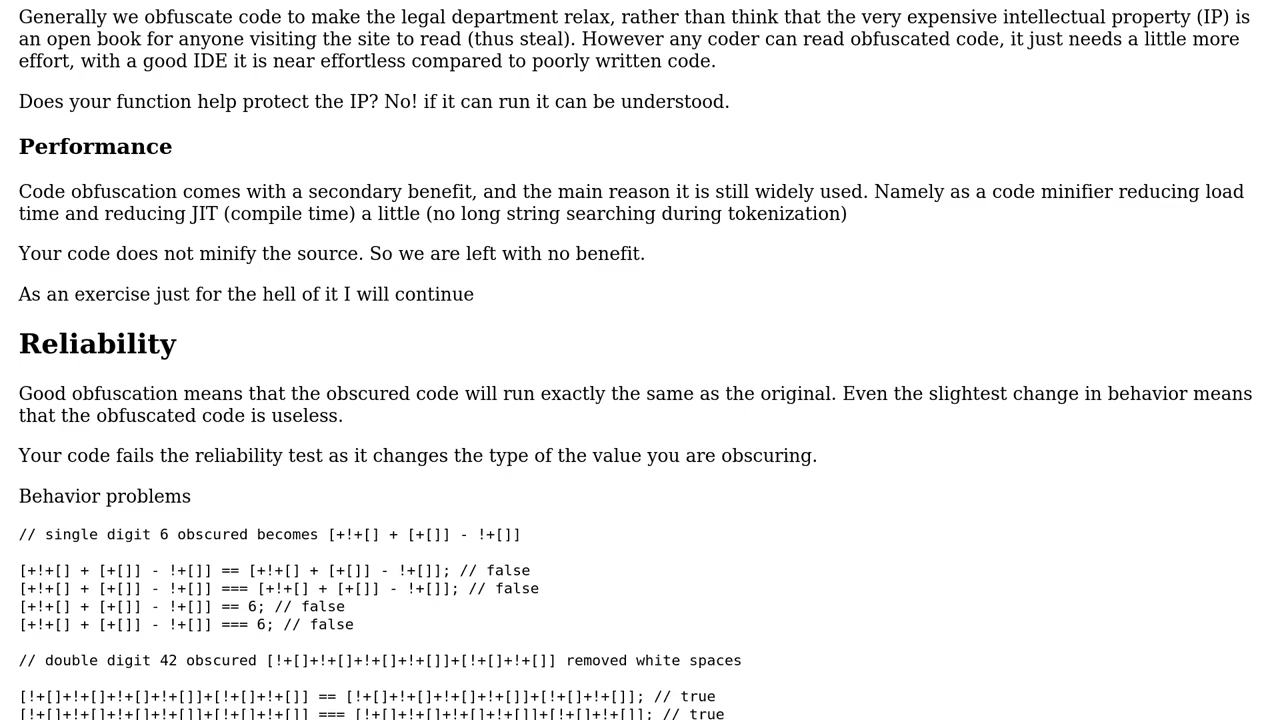 Generally we obfuscate code to make the legal department relax, rather than think that the very expensive intellectual property (IP) is
an open book for anyone visiting the site to read (thus steal). However any coder can read obfuscated code, it just needs a little more
effort, with a good IDE it is near effortless compared to poorly written code.
Does your function help protect the IP? No! if it can run it can be understood.
Performance
Code obfuscation comes with a secondary benefit, and the main reason it is still widely used. Namely as a code minifier reducing load
time and reducing JIT (compile time) a little (no long string searching during tokenization)
Your code does not minify the source. So we are left with no benefit.
As an exercise just for the hell of it I will continue
Reliability
Good obfuscation means that the obscured code will run exactly the same as the original. Even the slightest change in behavior means
that the obfuscated code is useless.
Your code fails the reliability test as it changes the type of the value you are obscuring.
Behavior problems
// single digit 6 obscured becomes [+!+[] + [+[]] - !+[]]
[+!+[] + [+[]] - !+[]] == [+!+[] + [+[]] - !+[]]; // false
[+!+[] + [+[]] - !+[]] === [+!+[] + [+[]] - !+[]]; // false
[+!+[] + [+[]] - !+[]] == 6; // false
[+!+[] + [+[]] - !+[]] === 6; // false
// double digit 42 obscured [!+[]+!+[]+!+[]+!+[]]+[!+[]+!+[]] removed white spaces
[!+[]+!+[]+!+[]+!+[]]+[!+[]+!+[]] == [!+[]+!+[]+!+[]+!+[]]+[!+[]+!+[]]; // true
[!+[]+!+[]+!+[]+!+[]]+[!+[]+!+[]] === [!+[]+!+[]+!+[]+!+[]]+[!+[]+!+[]]; // true